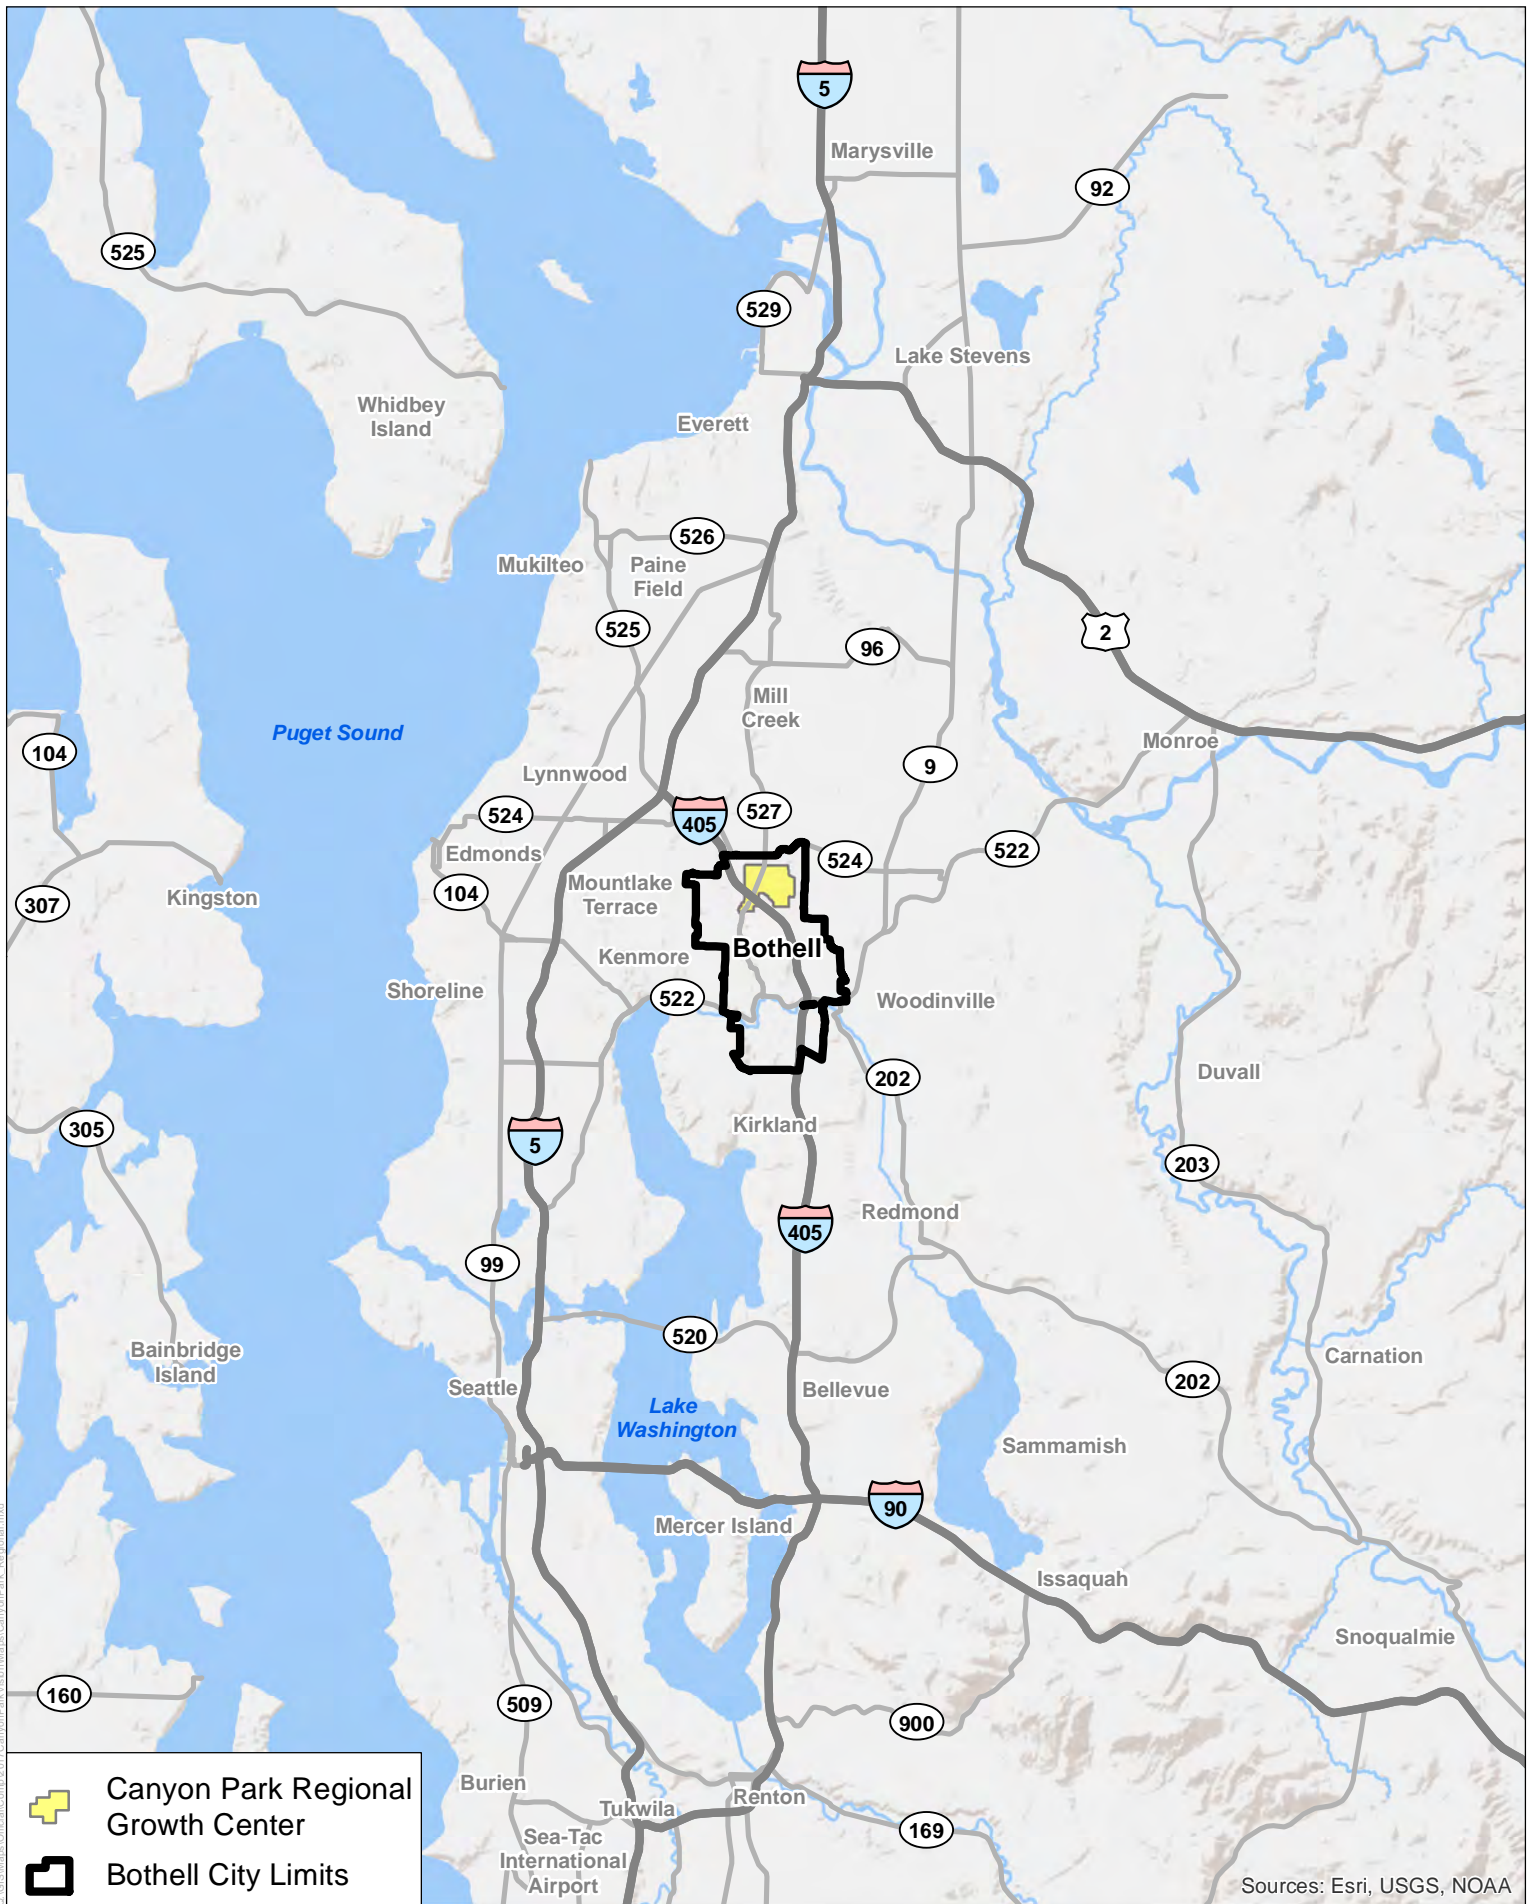 5
Marysville
92
525
529
Lake Stevens
Whidbey
Island
Everett
526
Mukilteo
Paine
Field
525
96
2
Mill
Creek
Puget Sound
104
Monroe
9
Lynnwood
524
405
527
524
522
Edmonds
104
Mountlake
Terrace
307
Kingston
Bothell
Kenmore
Shoreline
522
Woodinville
202
Duvall
305
5
Kirkland
203
405
Redmond
99
520
Bainbridge
Island
Carnation
202
Seattle
Bellevue
Lake
Washington
Sammamish
90
Mercer Island
Issaquah
Snoqualmie
160
509
900
Burien
Tukwila
Renton
169
Sea-Tac
International
Airport
Canyon Park Regional
Growth Center
Bothell City Limits
Sources: Esri, USGS, NOAA